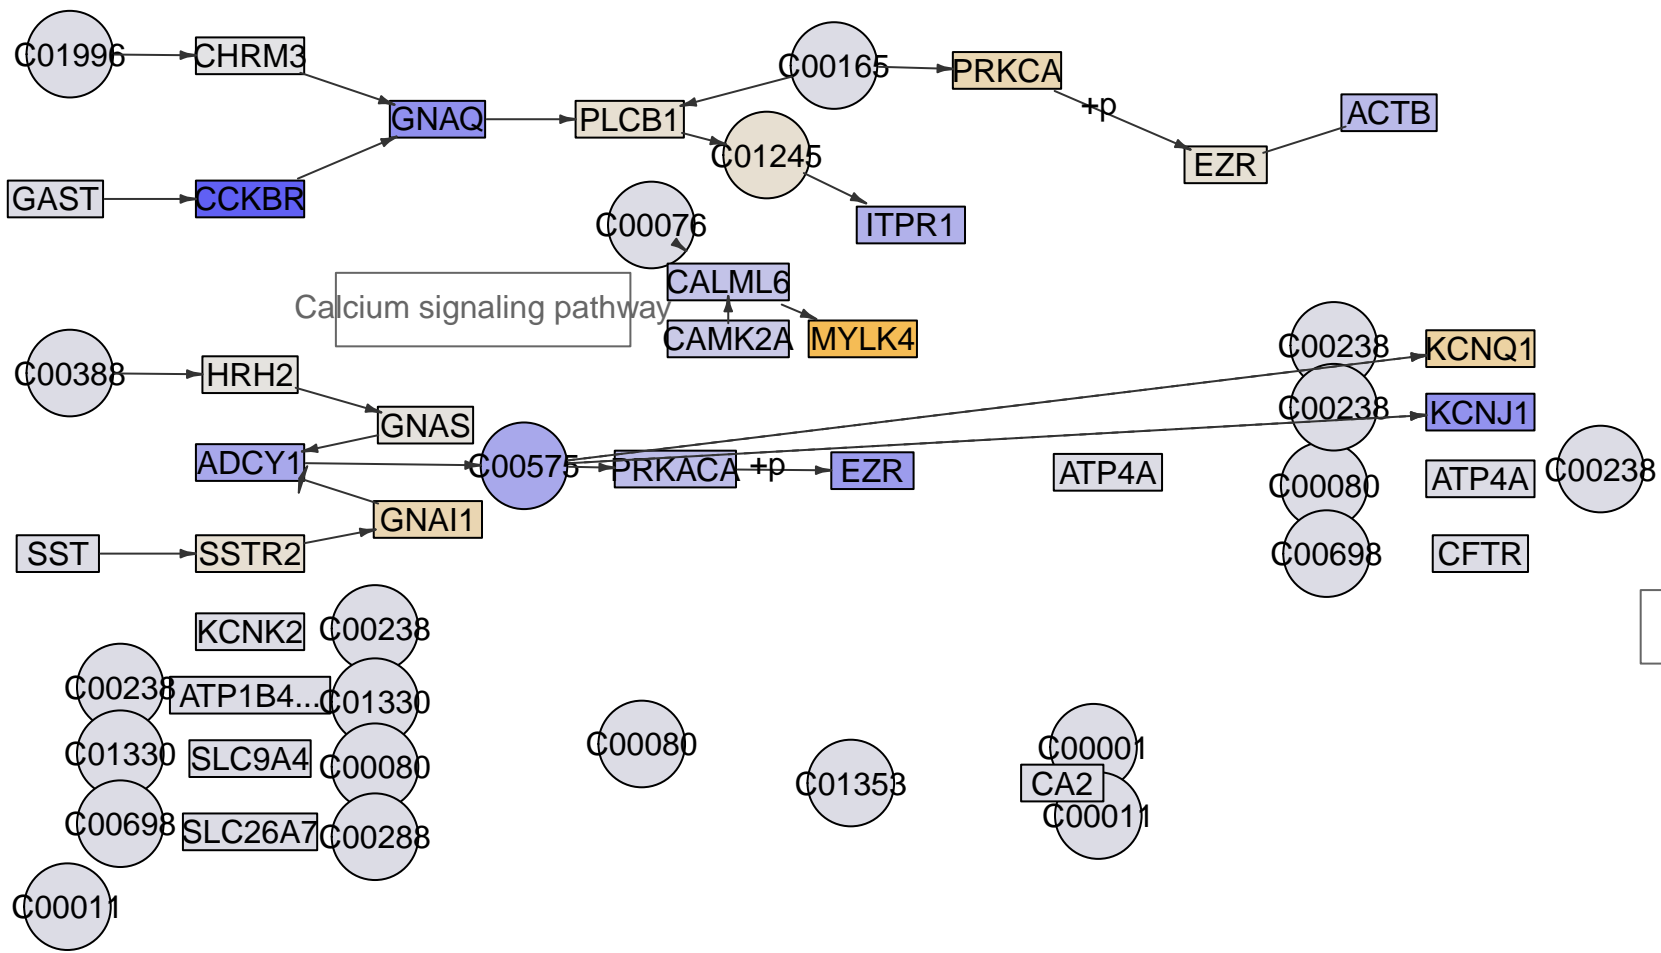 C01996
CHRM3
C00165
PRKCA
+p
ACTB
GNAQ
PLCB1
C01245
EZR
GAST
CCKBR
C00076
ITPR1
CALML6
Calcium signaling pathway
CAMK2A
MYLK4
C00238
KCNQ1
C00388
HRH2
C00238
KCNJ1
GNAS
ADCY1
C00575
PRKACA
+p
EZR
ATP4A
C00080
ATP4A
C00238
GNAI1
SST
SSTR2
C00698
CFTR
KCNK2
C00238
C00238
ATP1B4...
C01330
C01330
SLC9A4
C00080
C00080
C01353
C00001
CA2
C00011
C00698
SLC26A7
C00288
C00011